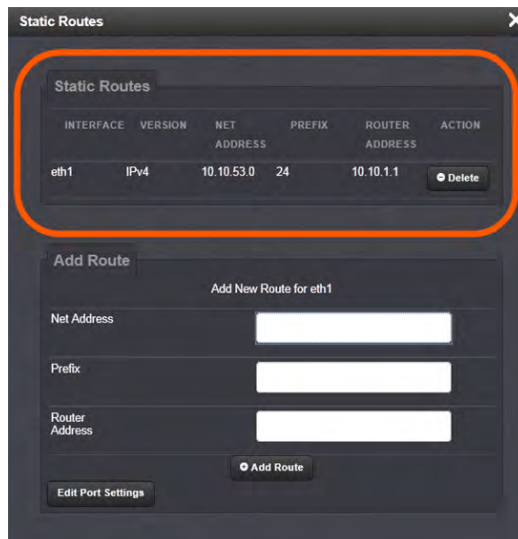 Static Routes
Static Routes
INTERFACE VERSION NET ADDRESS PREFIX ROUTER ADDRESS ACTION
eth1 IPv4 10.10.53.0 24 10.10.1.1 Delete
Add Route
Add New Route for eth1
Net Address
Prefix
Router
Address
Add Route
Edit Port Settings